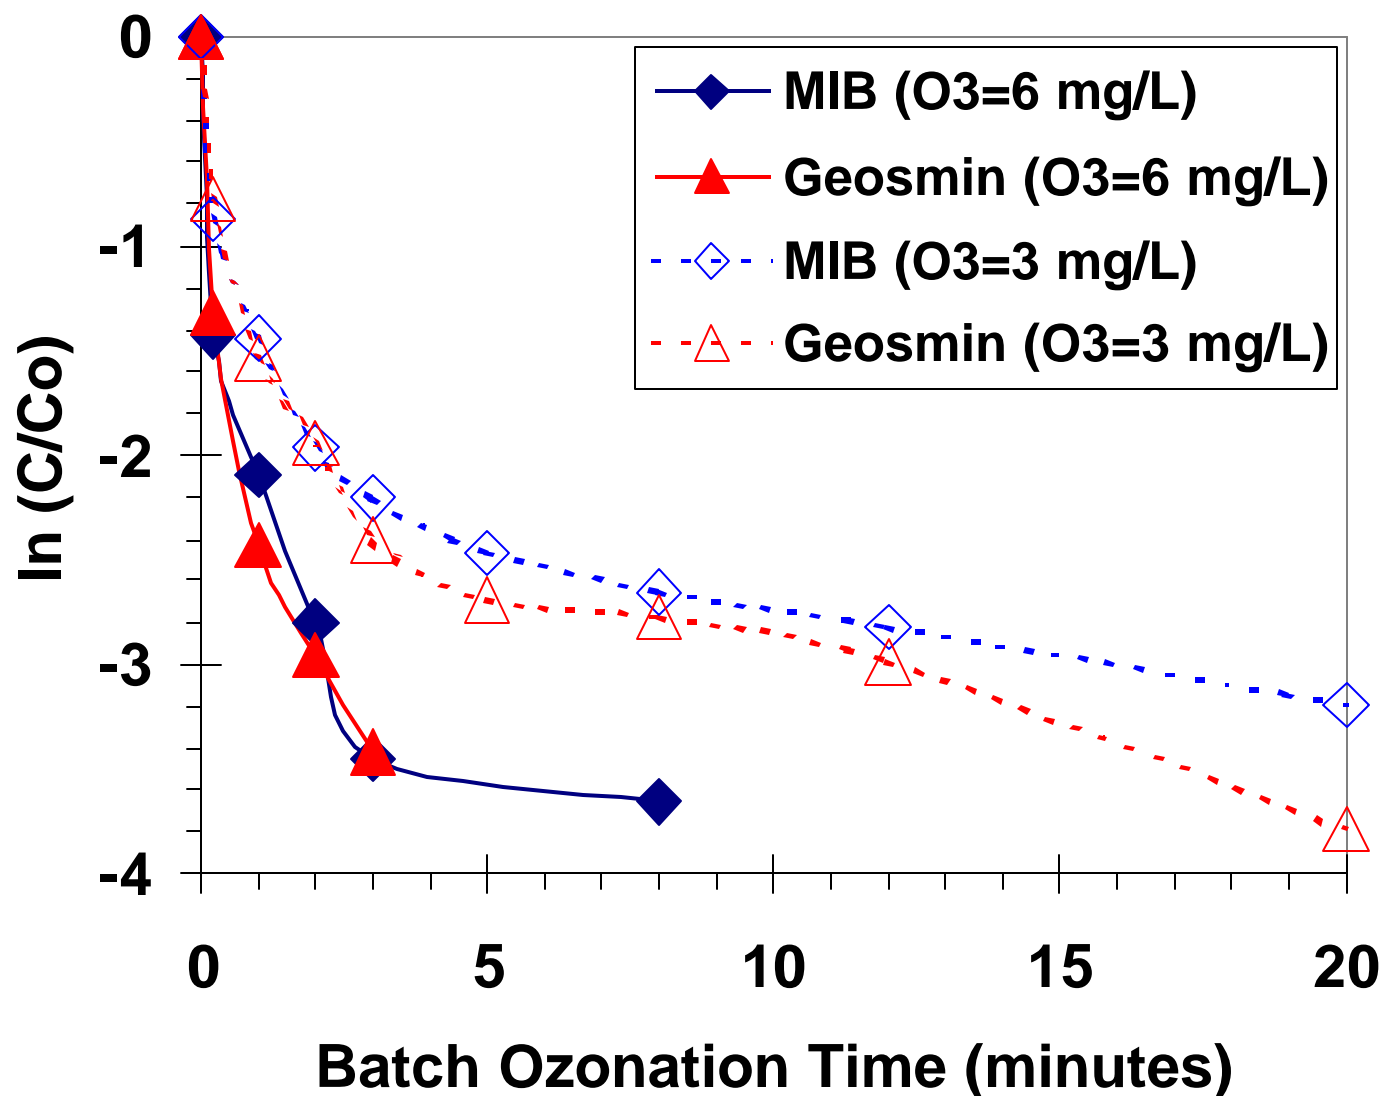 0
-1
-2
-3
-4
ln (C/Co)
MIB (O3=6 mg/L)
Geosmin (O3=6 mg/L)
MIB (O3=3 mg/L)
Geosmin (O3=3 mg/L)
0 5 10 15 20
Batch Ozonation Time (minutes)